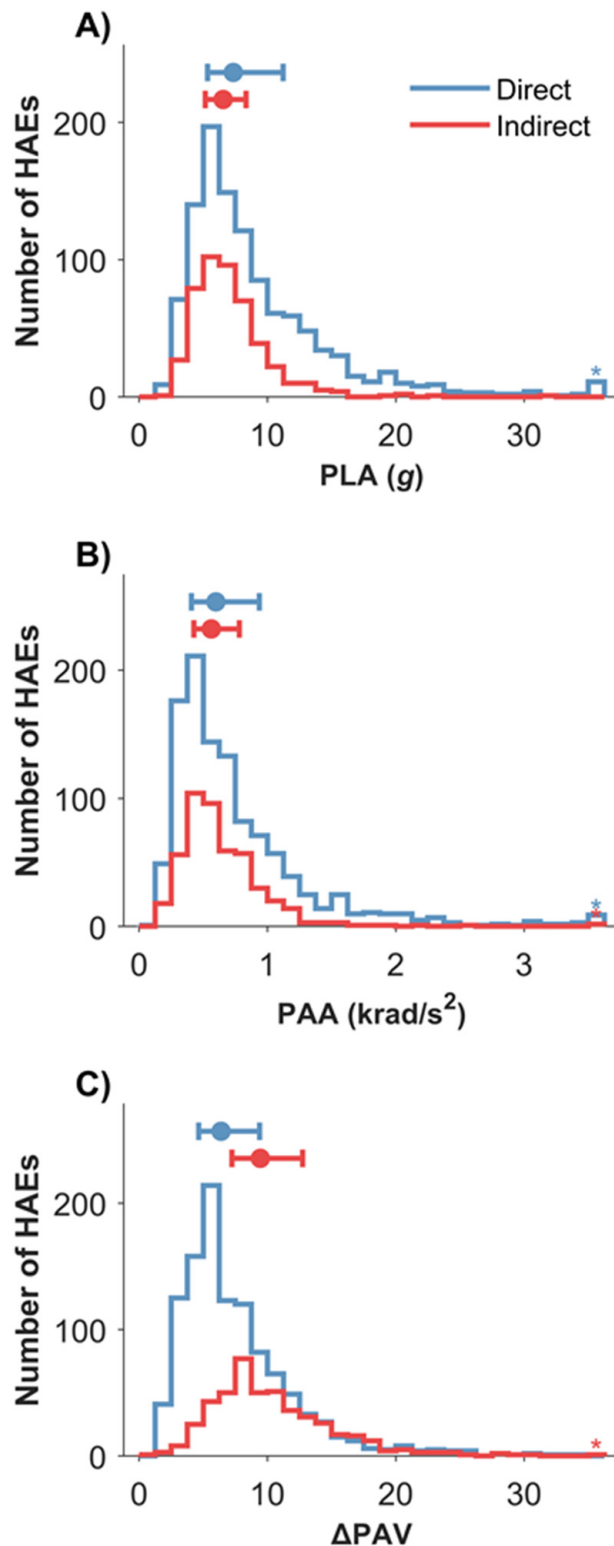 A)
Number of HAEs
200
100
0
Direct
Indirect
*
0 10 20 30
PLA (g)
B)
Number of HAEs
200
100
0
*
*
0 1 2 3
PAA (krad/s²)
C)
Number of HAEs
200
100
0
*
0 10 20 30
ΔPAV